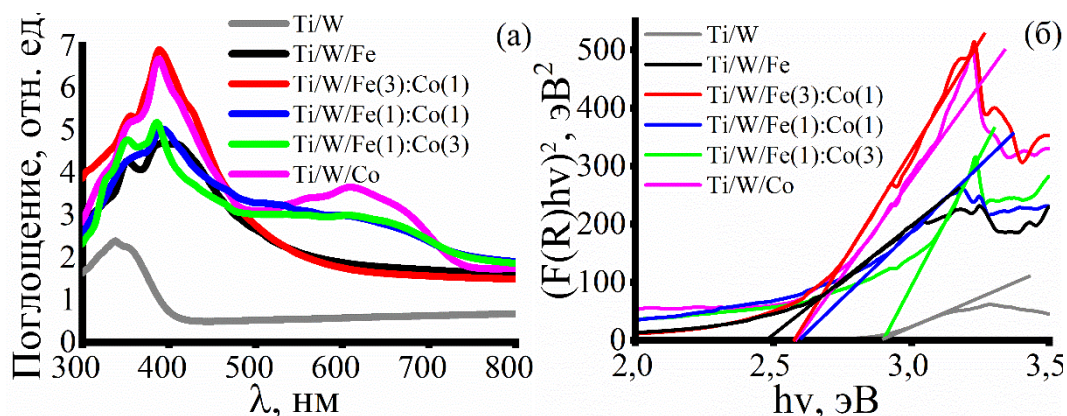 Поглощение, отн. ед.
7
6
5
4
3
2
1
0
300 400 500 600 700 800
λ, нм
(а)
Ti/W
Ti/W/Fe
Ti/W/Fe(3):Co(1)
Ti/W/Fe(1):Co(1)
Ti/W/Fe(1):Co(3)
Ti/W/Co
(F(R)hν)², эВ²
500
400
300
200
100
0
2,0 2,5 3,0 3,5
hν, эВ
(б)
Ti/W
Ti/W/Fe
Ti/W/Fe(3):Co(1)
Ti/W/Fe(1):Co(1)
Ti/W/Fe(1):Co(3)
Ti/W/Co